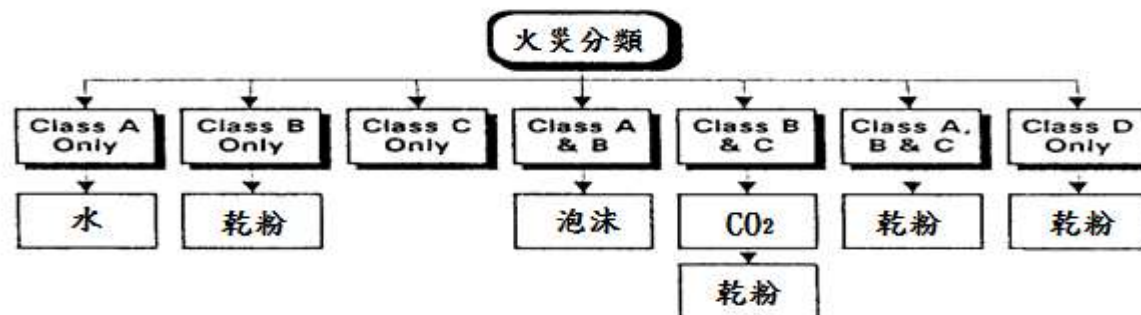 火災分類
Class A
Only
Class B
Only
Class C
Only
Class A
& B
Class B
& C
Class A,
B & C
Class D
Only
水
乾粉
泡沫
CO2
乾粉
乾粉
乾粉